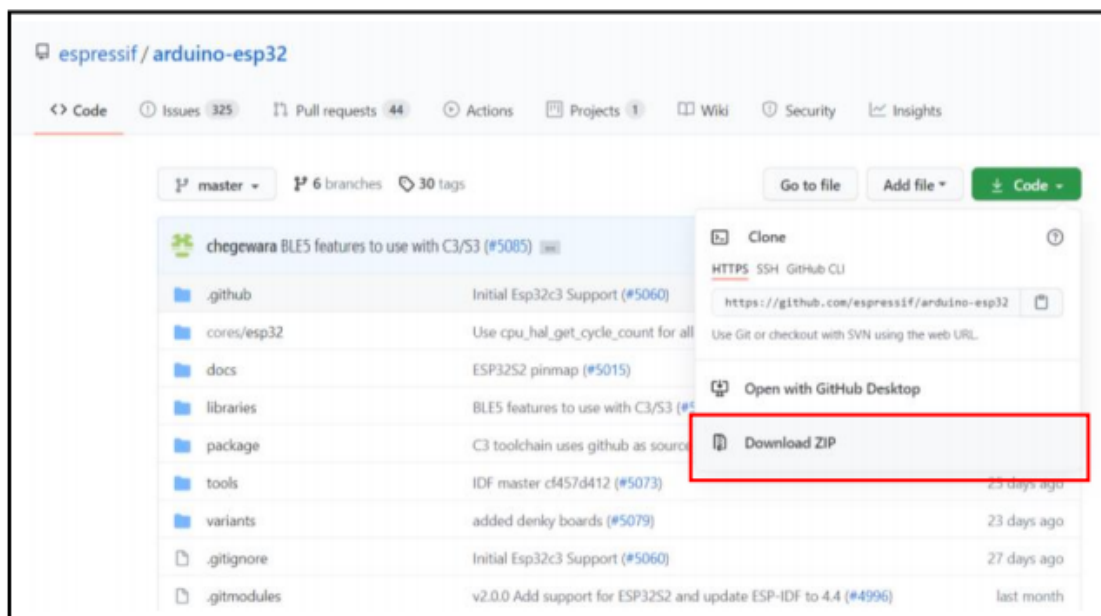 espressif / arduino-esp32
Code Issues 325 Pull requests 44 Actions Projects 1 Wiki Security Insights
master 6 branches 30 tags Go to file Add file Code
chegewara BLE5 features to use with C3/S3 (#5085)
Clone
HTTPS SSH GitHub CLI
https://github.com/espressif/arduino-esp32
Use Git or checkout with SVN using the web URL.
Open with GitHub Desktop
Download ZIP
.github Initial Esp32c3 Support (#5060)
cores/esp32 Use cpu_hal_get_cycle_count for all
docs ESP32S2 pinmap (#5015)
libraries BLE5 features to use with C3/S3
package C3 toolchain uses github as source
tools IDF master cf457d412 (#5073) 25 days ago
variants added denky boards (#5079) 23 days ago
.gitignore Initial Esp32c3 Support (#5060) 27 days ago
.gitmodules v2.0.0 Add support for ESP32S2 and update ESP-IDF to 4.4 (#4996) last month